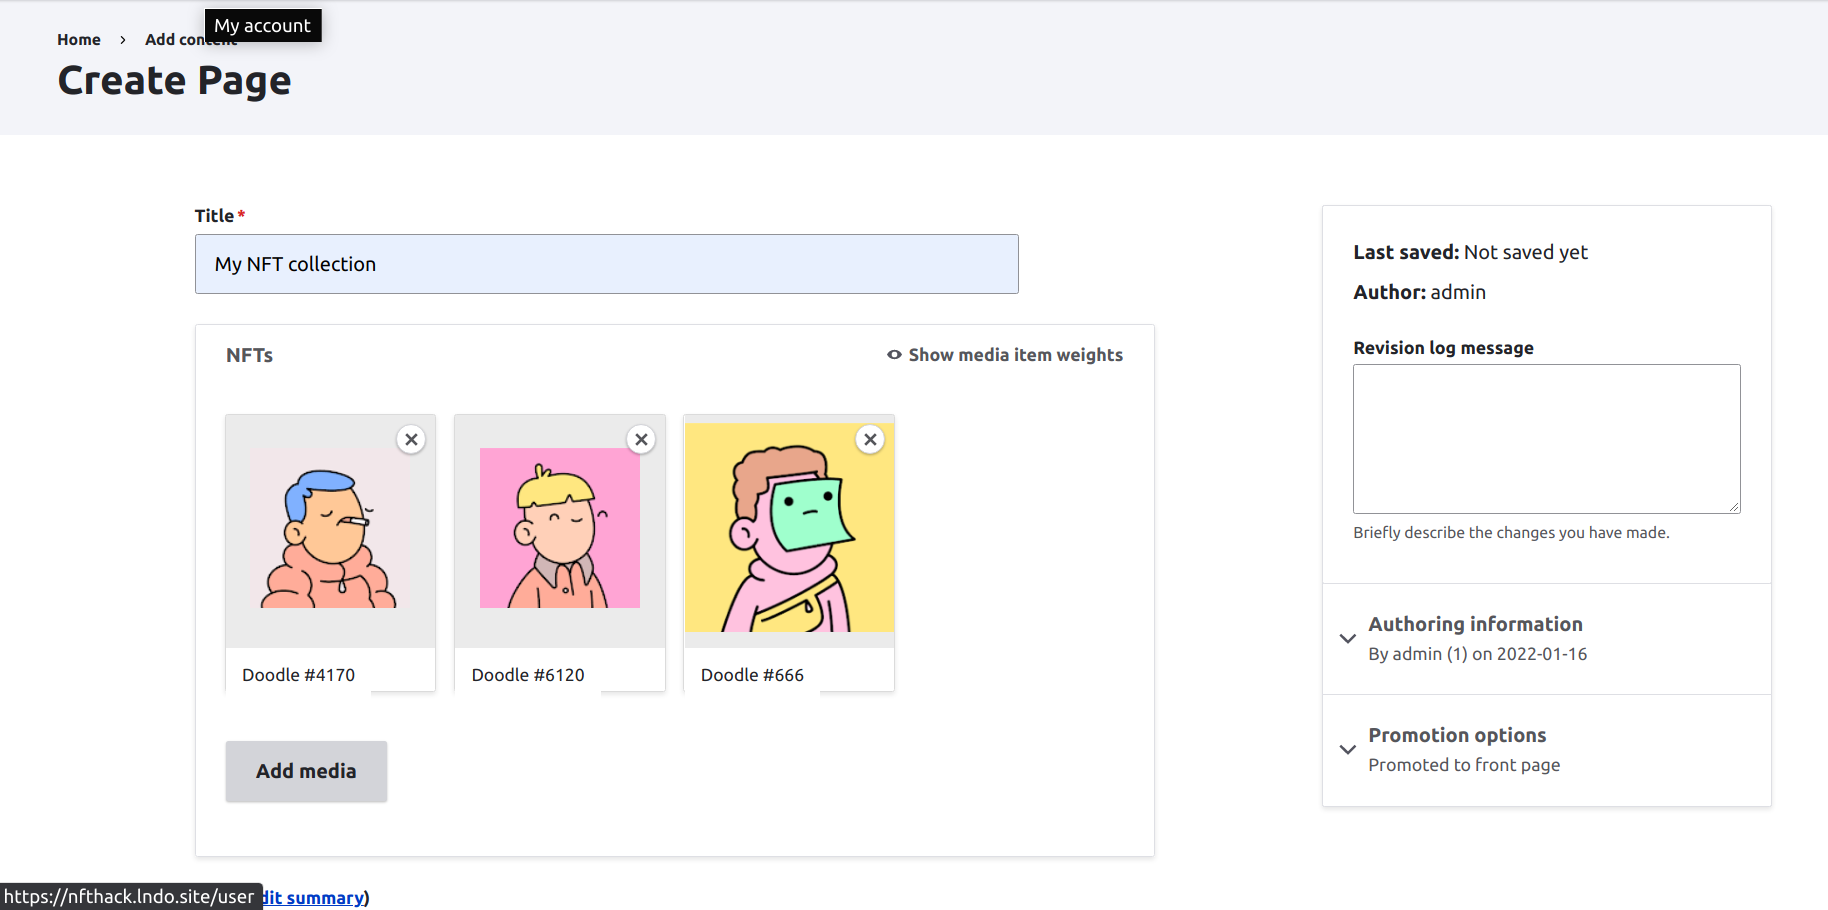 My account
Home › Add content
Create Page
Title*
My NFT collection
NFTs
Show media item weights
Doodle #4170
Doodle #6120
Doodle #666
Add media
Last saved: Not saved yet
Author: admin
Revision log message
Briefly describe the changes you have made.
Authoring information
By admin (1) on 2022-01-16
Promotion options
Promoted to front page
https://nfthack.lndo.site/user
dit summary)